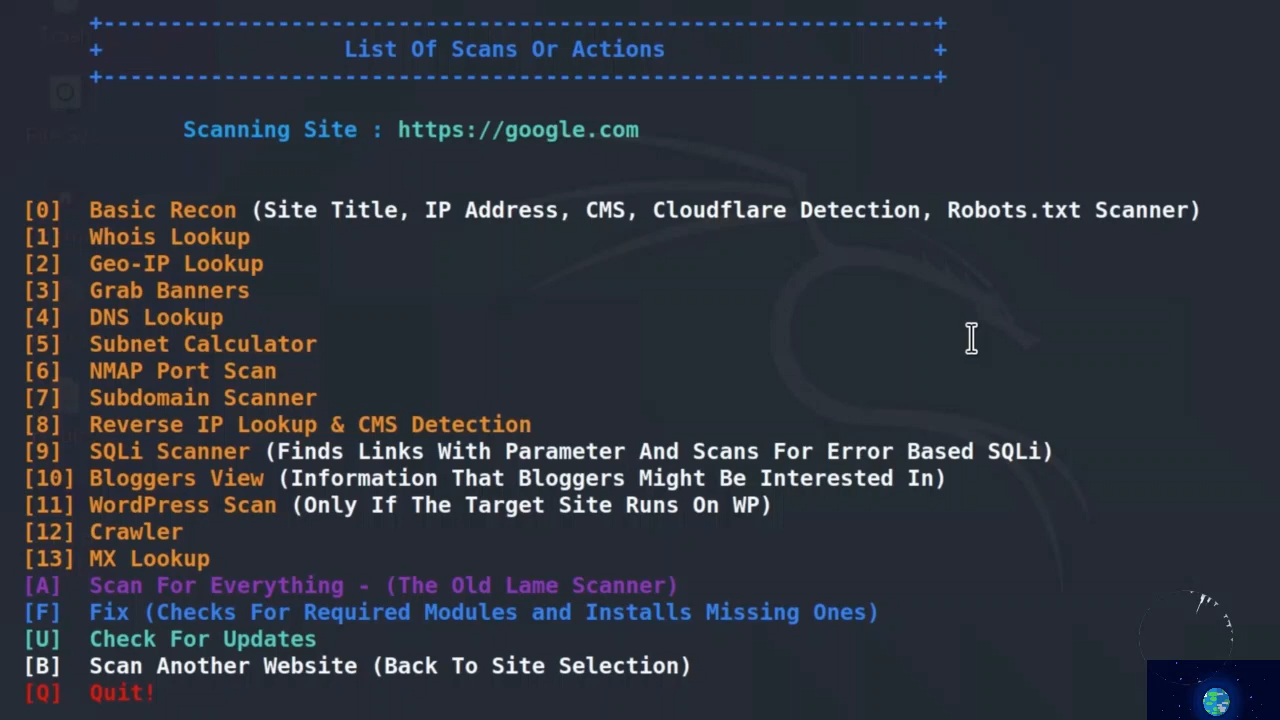 +--------------------------------------------------------------+
+ List Of Scans Or Actions +
+--------------------------------------------------------------+
Scanning Site : https://google.com
[0] Basic Recon (Site Title, IP Address, CMS, Cloudflare Detection, Robots.txt Scanner)
[1] Whois Lookup
[2] Geo-IP Lookup
[3] Grab Banners
[4] DNS Lookup
[5] Subnet Calculator
[6] NMAP Port Scan
[7] Subdomain Scanner
[8] Reverse IP Lookup & CMS Detection
[9] SQLi Scanner (Finds Links With Parameter And Scans For Error Based SQLi)
[10] Bloggers View (Information That Bloggers Might Be Interested In)
[11] WordPress Scan (Only If The Target Site Runs On WP)
[12] Crawler
[13] MX Lookup
[A] Scan For Everything - (The Old Lame Scanner)
[F] Fix (Checks For Required Modules and Installs Missing Ones)
[U] Check For Updates
[B] Scan Another Website (Back To Site Selection)
[Q] Quit!